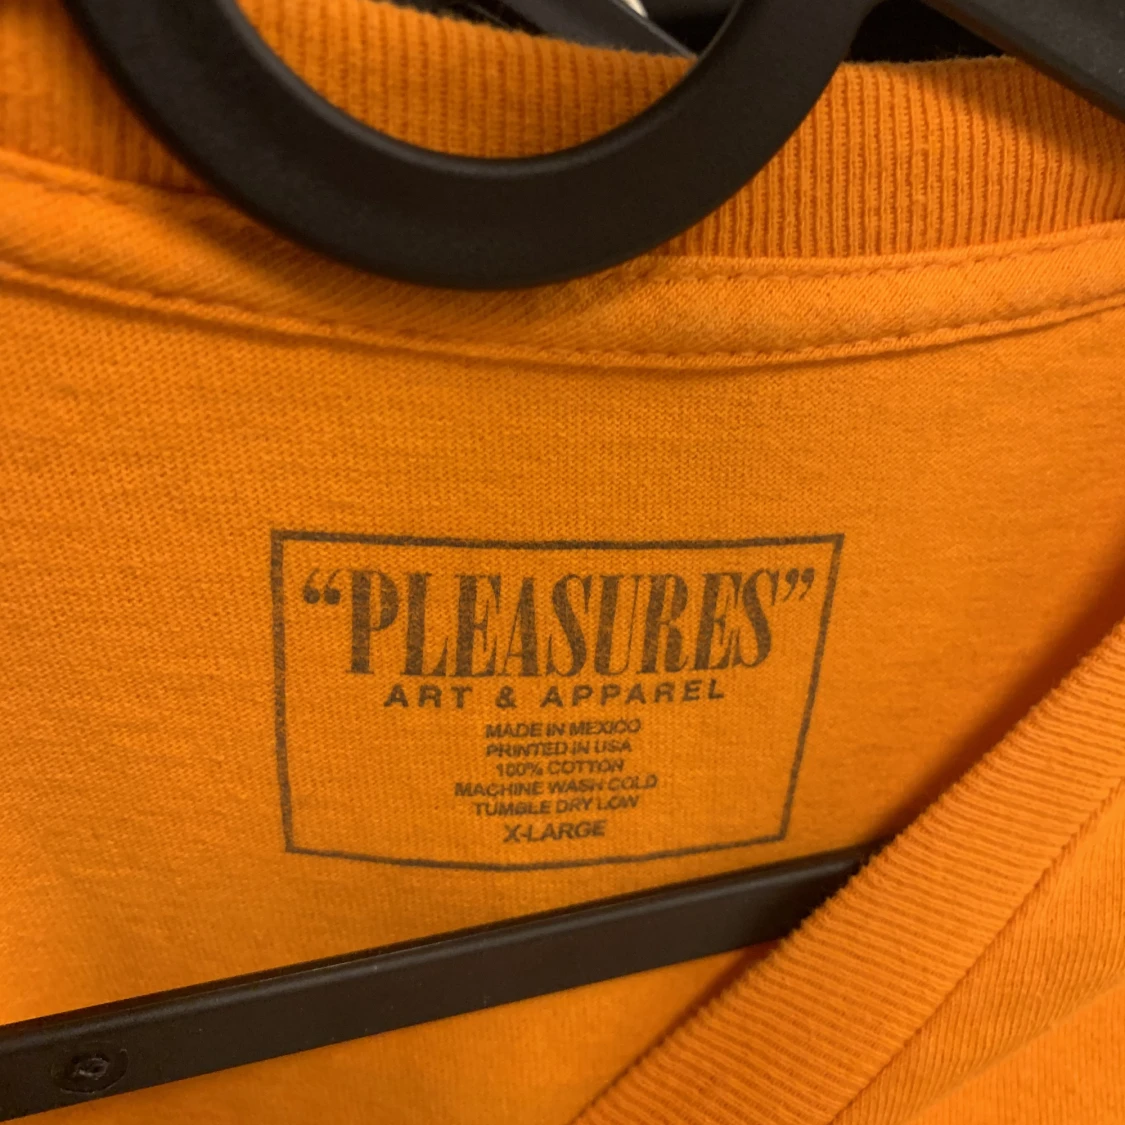 “PLEASURES”
ART & APPAREL
MADE IN MEXICO
PRINTED IN USA
100% COTTON
MACHINE WASH COLD
TUMBLE DRY LOW
X-LARGE